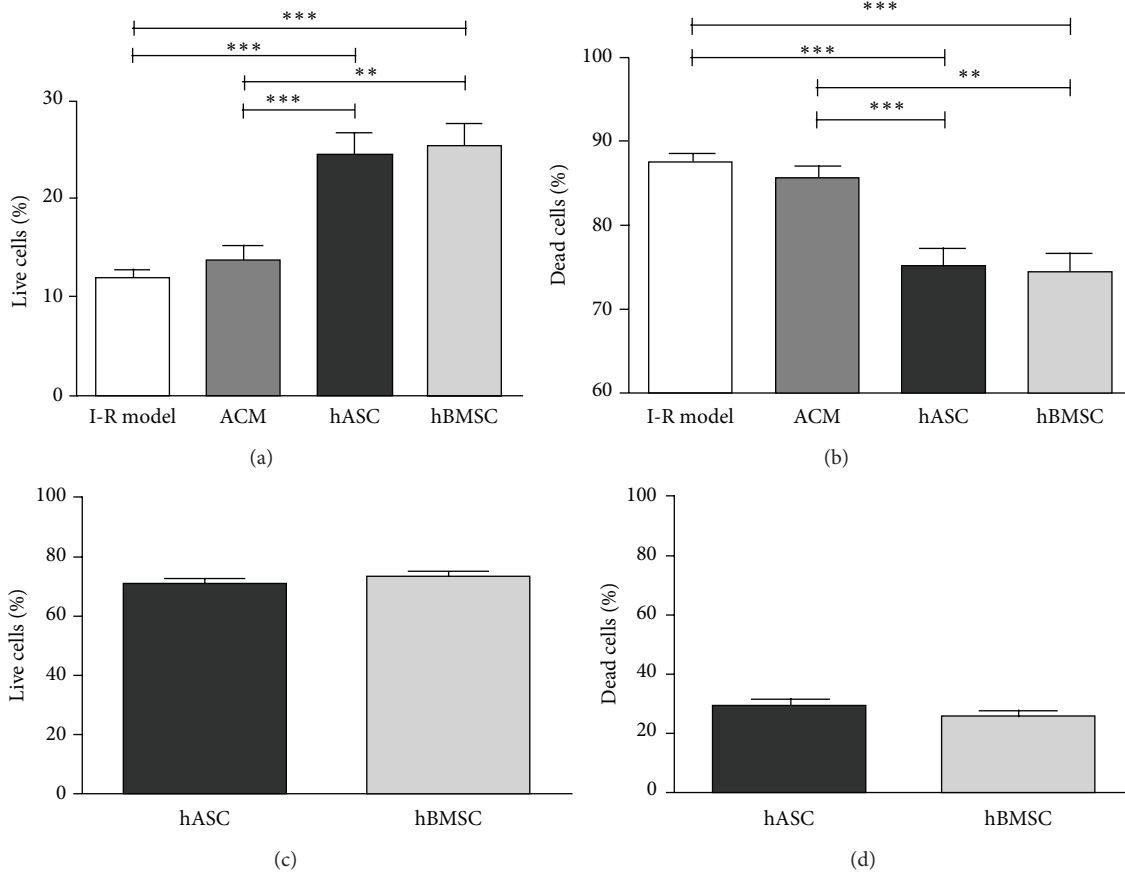 ***
***
**
***
30
20
10
0
Live cells (%)
I-R model ACM hASC hBMSC
(a)
***
***
**
***
100
90
80
70
60
Dead cells (%)
I-R model ACM hASC hBMSC
(b)
100
80
60
40
20
0
Live cells (%)
hASC hBMSC
(c)
100
80
60
40
20
0
Dead cells (%)
hASC hBMSC
(d)